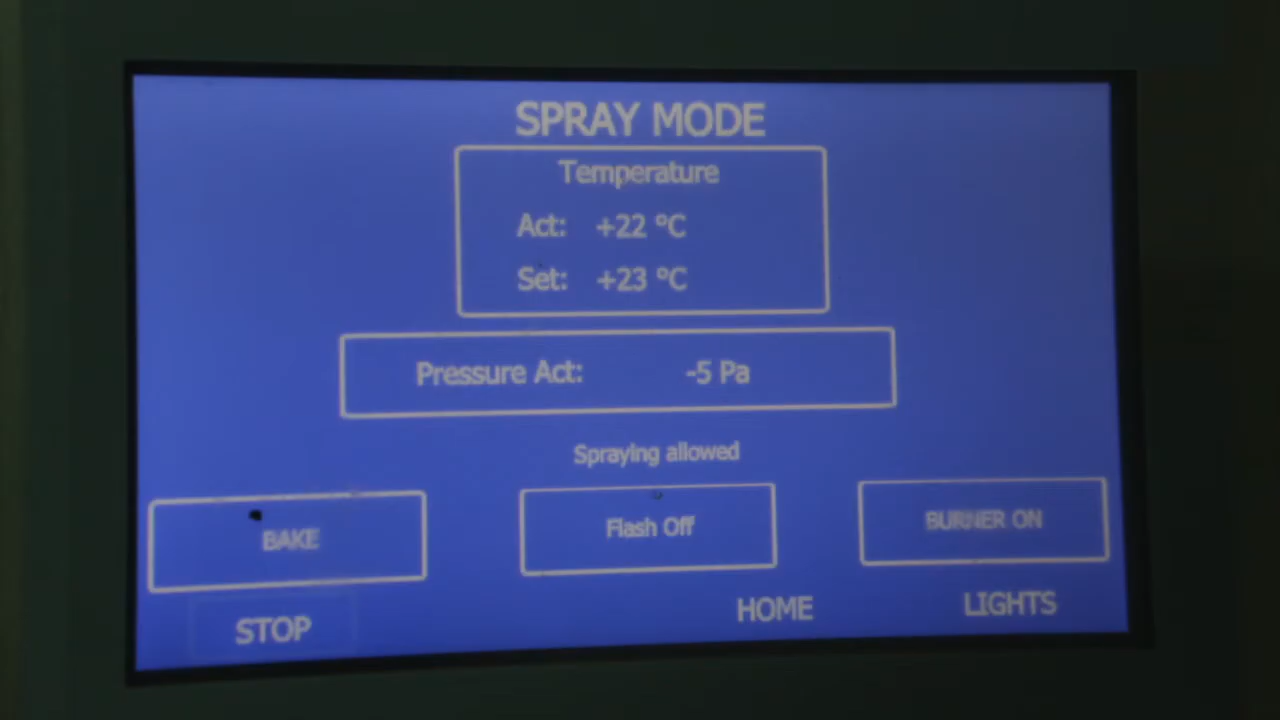 SPRAY MODE
Temperature
Act: +22 °C
Set: +23 °C
Pressure Act: -5 Pa
Spraying allowed
BAKE
Flash Off
BURNER ON
STOP
HOME
LIGHTS